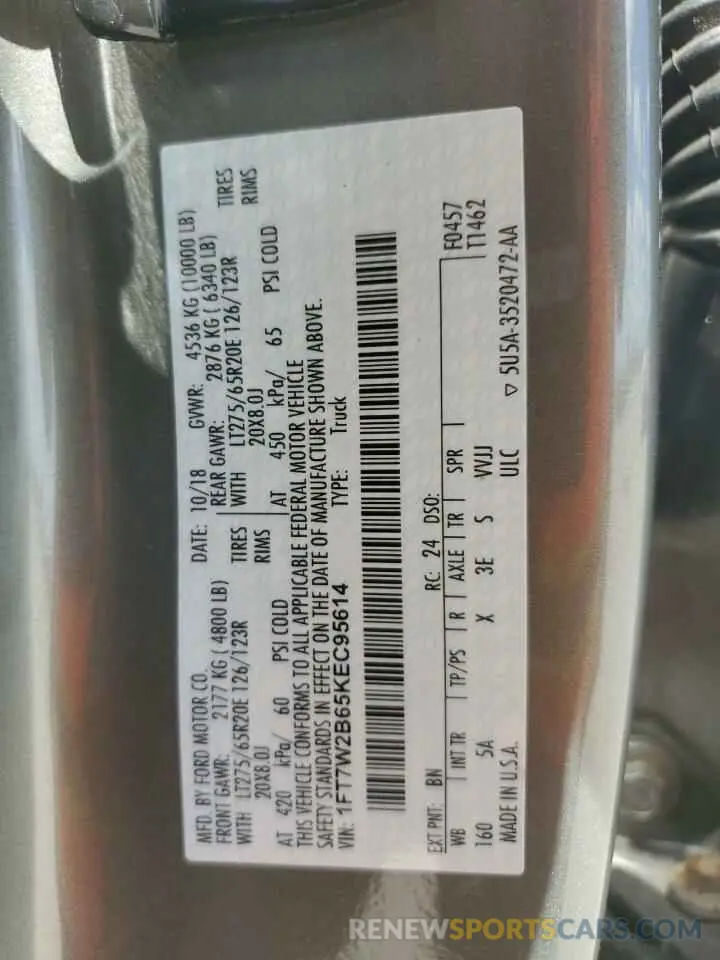 MFD. BY FORD MOTOR CO.
DATE: 10/18 GVWR: 4536 KG (10000 LB)
FRONT GAWR: 2177 KG ( 4800 LB)
REAR GAWR: 2876 KG ( 6340 LB)
WITH LT275/65R20E 126/123R TIRES
WITH LT275/65R20E 126/123R TIRES
20X8.0J RIMS
20X8.0J RIMS
AT 420 kPa/ 60 PSI COLD
AT 450 kPa/ 65 PSI COLD
THIS VEHICLE CONFORMS TO ALL APPLICABLE FEDERAL MOTOR VEHICLE
SAFETY STANDARDS IN EFFECT ON THE DATE OF MANUFACTURE SHOWN ABOVE.
VIN: 1FT7W2B65KEC95614 TYPE: Truck
EXT PNT: BN RC: 24 DSO: F0457
WB INT TR TP/PS R AXLE TR SPR T1462
160 5A X 3E S VVJJ
MADE IN U.S.A. ULC ▽ 5U5A-3520472-AA
RENEWSPORTSCARS.COM